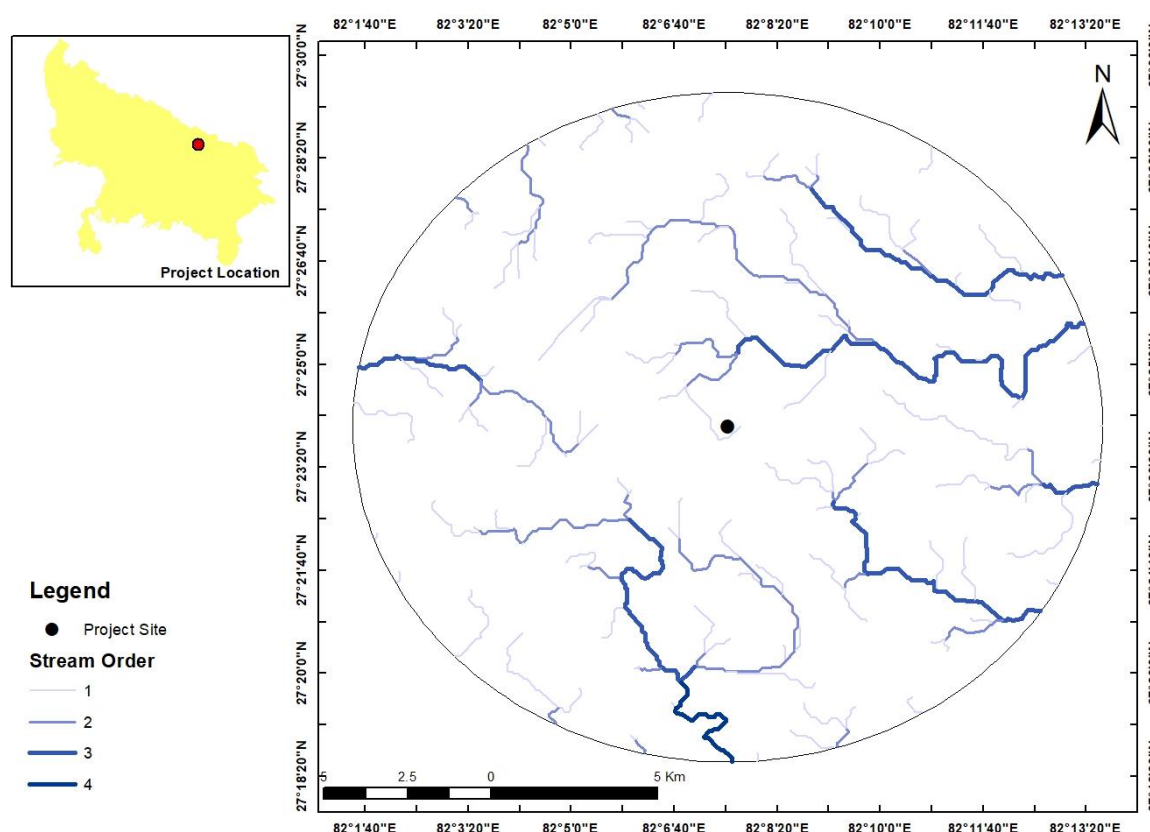 82°1'40"E 82°3'20"E 82°5'0"E 82°6'40"E 82°8'20"E 82°10'0"E 82°11'40"E 82°13'20"E
27°30'0"N
27°28'20"N
27°26'40"N
27°25'0"N
27°23'20"N
27°21'40"N
27°20'0"N
27°18'20"N
N
Project Location
Legend
Project Site
Stream Order
1
2
3
4
5 2.5 0 5 Km
82°1'40"E 82°3'20"E 82°5'0"E 82°6'40"E 82°8'20"E 82°10'0"E 82°11'40"E 82°13'20"E